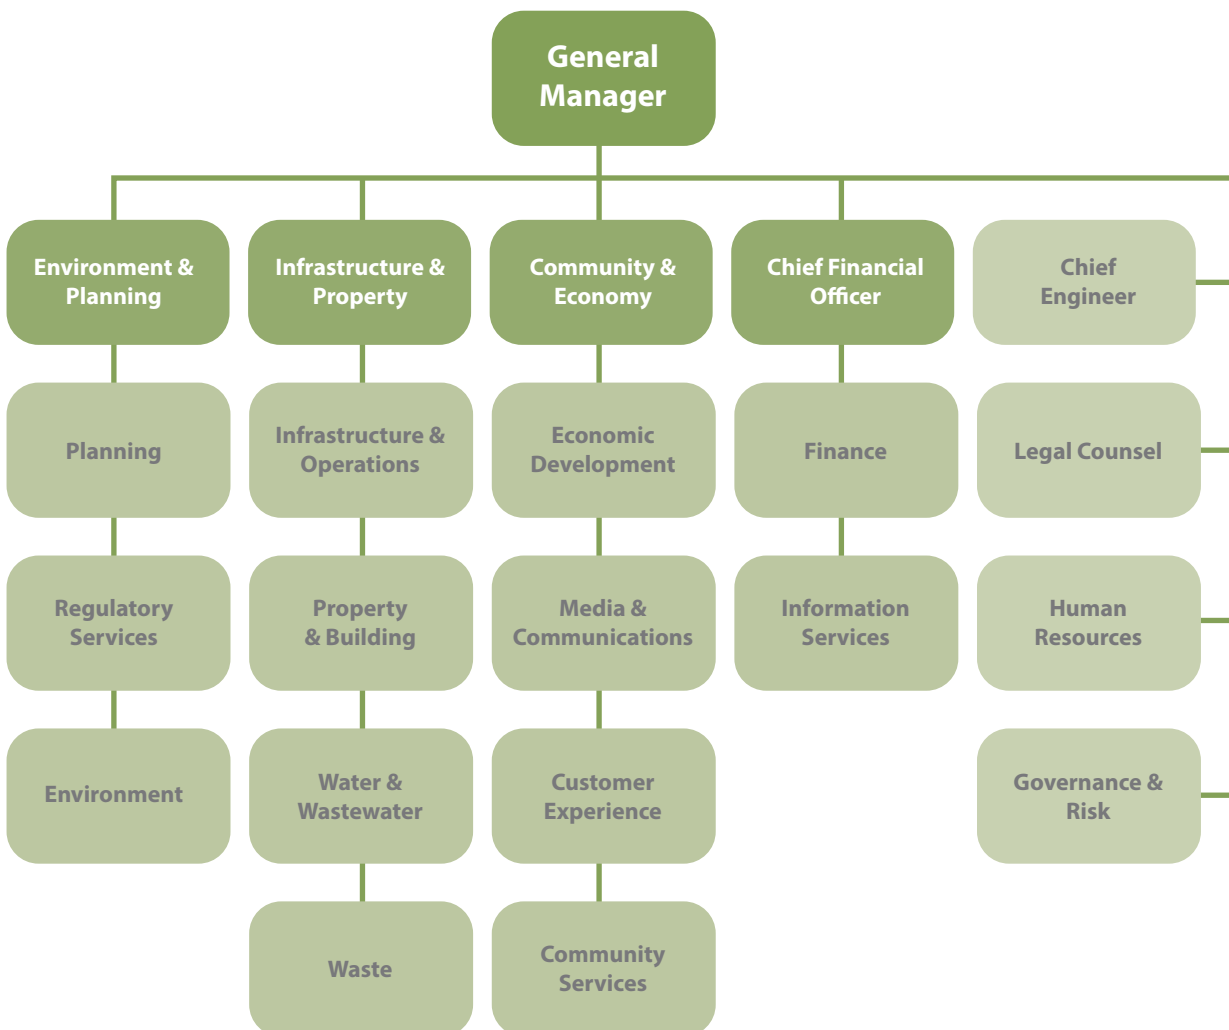 General
Manager
Environment &
Planning
Infrastructure &
Property
Community &
Economy
Chief Financial
Officer
Chief
Engineer
Planning
Infrastructure &
Operations
Economic
Development
Finance
Legal Counsel
Regulatory
Services
Property
& Building
Media &
Communications
Information
Services
Human
Resources
Environment
Water &
Wastewater
Customer
Experience
Governance &
Risk
Waste
Community
Services